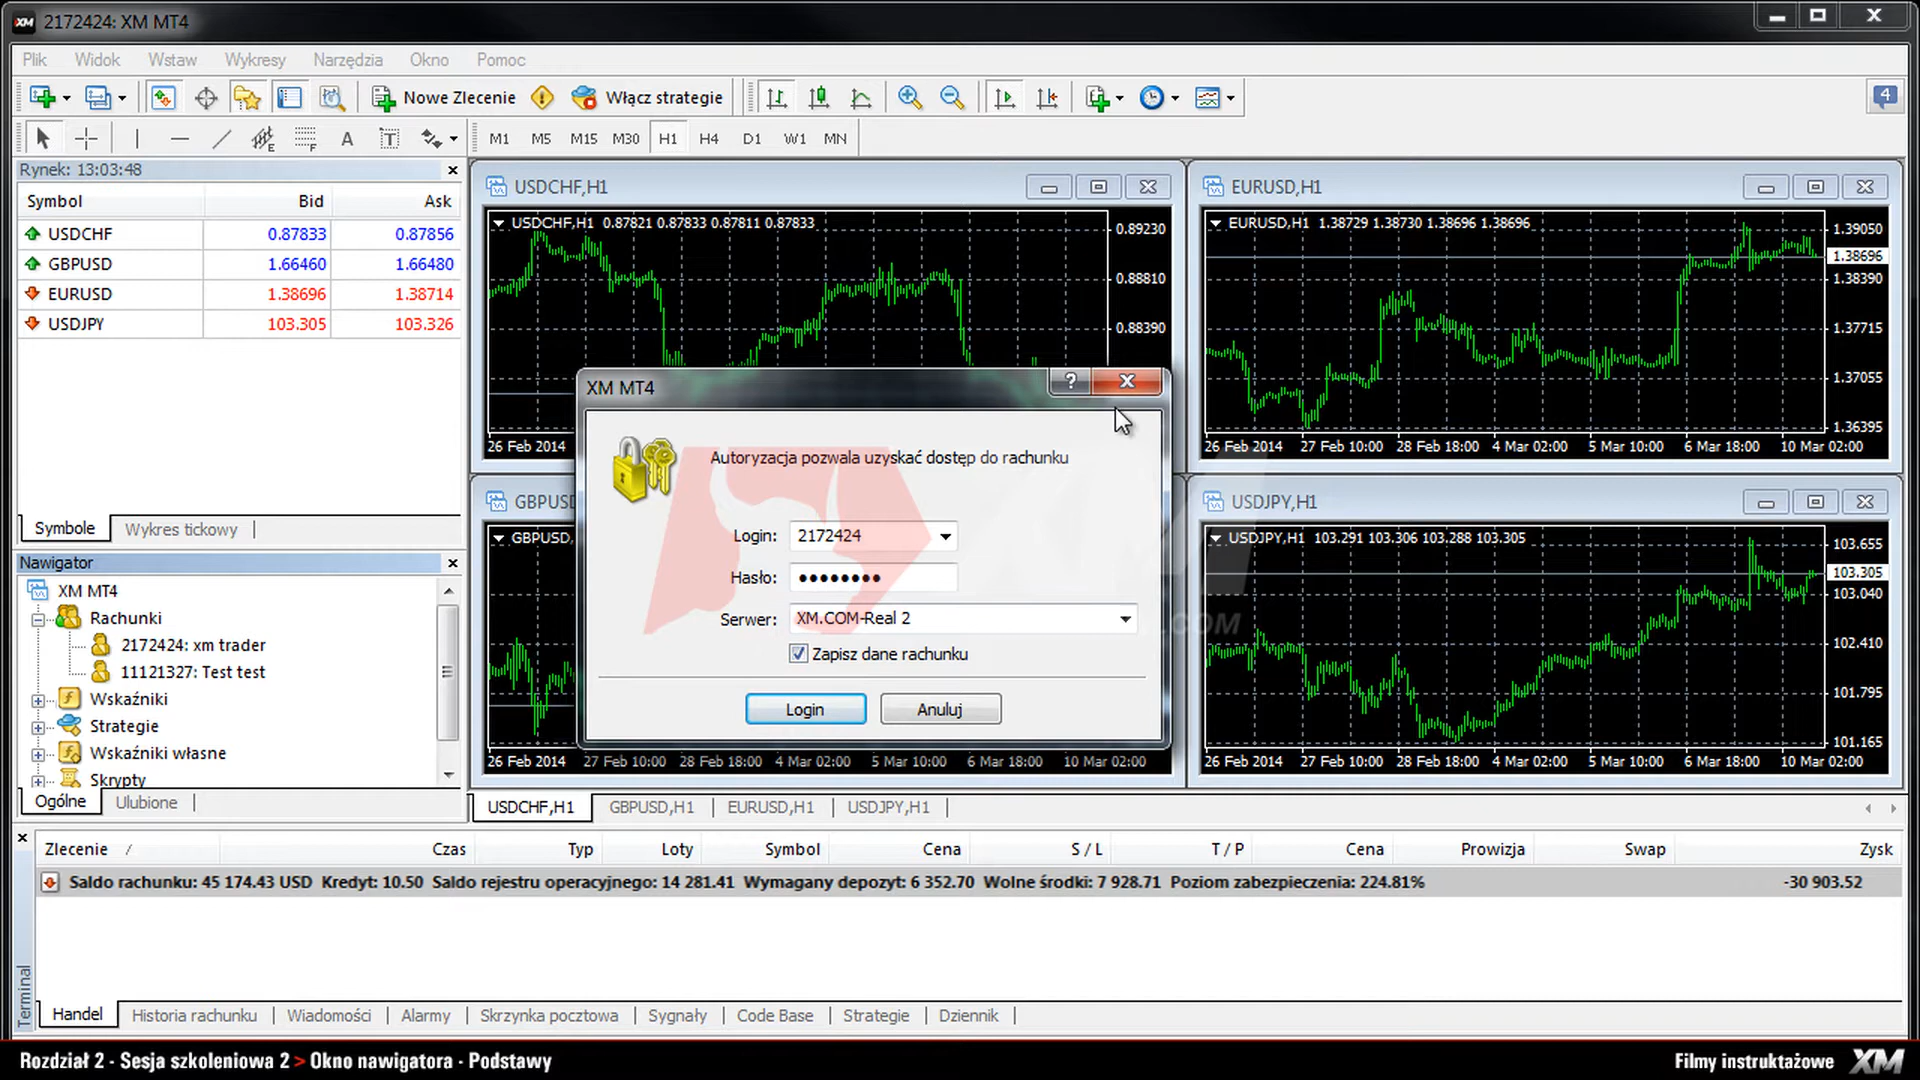 XM 2172424: XM MT4
Plik Widok Wstaw Wykresy Narzędzia Okno Pomoc
Nowe Zlecenie Włącz strategie 4
E F A T M1 M5 M15 M30 H1 H4 D1 W1 MN
Rynek: 13:03:48
Symbol Bid Ask
USDCHF 0.87833 0.87856
GBPUSD 1.66460 1.66480
EURUSD 1.38696 1.38714
USDJPY 103.305 103.326
Symbole Wykres tickowy
Nawigator
XM MT4
Rachunki
2172424: xm trader
11121327: Test test
Wskaźniki
Strategie
Wskaźniki własne
Skrypty
Ogólne Ulubione
USDCHF,H1
USDCHF,H1 0.87821 0.87833 0.87811 0.87833
0.89230
0.88810
0.88390
26 Feb 2014
EURUSD,H1
EURUSD,H1 1.38729 1.38730 1.38696 1.38696
1.39050
1.38696
1.38390
1.37715
1.37055
1.36395
26 Feb 2014 27 Feb 10:00 28 Feb 18:00 4 Mar 02:00 5 Mar 10:00 6 Mar 18:00 10 Mar 02:00
GBPUSD
GBPUSD,
26 Feb 2014 27 Feb 10:00 28 Feb 18:00 4 Mar 02:00 5 Mar 10:00 6 Mar 18:00 10 Mar 02:00
USDJPY,H1
USDJPY,H1 103.291 103.306 103.288 103.305
103.655
103.305
103.040
102.410
101.795
101.165
26 Feb 2014 27 Feb 10:00 28 Feb 18:00 4 Mar 02:00 5 Mar 10:00 6 Mar 18:00 10 Mar 02:00
XM MT4 ?
Autoryzacja pozwala uzyskać dostęp do rachunku
Login: 2172424
Hasło: ●●●●●●●●
Serwer: XM.COM-Real 2
Zapisz dane rachunku
Login Anuluj
XM
.COM
USDCHF,H1 GBPUSD,H1 EURUSD,H1 USDJPY,H1
Zlecenie / Czas Typ Loty Symbol Cena S / L T / P Cena Prowizja Swap Zysk
Saldo rachunku: 45 174.43 USD Kredyt: 10.50 Saldo rejestru operacyjnego: 14 281.41 Wymagany depozyt: 6 352.70 Wolne środki: 7 928.71 Poziom zabezpieczenia: 224.81% -30 903.52
Terminal
Handel Historia rachunku Wiadomości Alarmy Skrzynka pocztowa Sygnały Code Base Strategie Dziennik
Rozdział 2 - Sesja szkoleniowa 2 > Okno nawigatora - Podstawy
Filmy instruktażowe XM